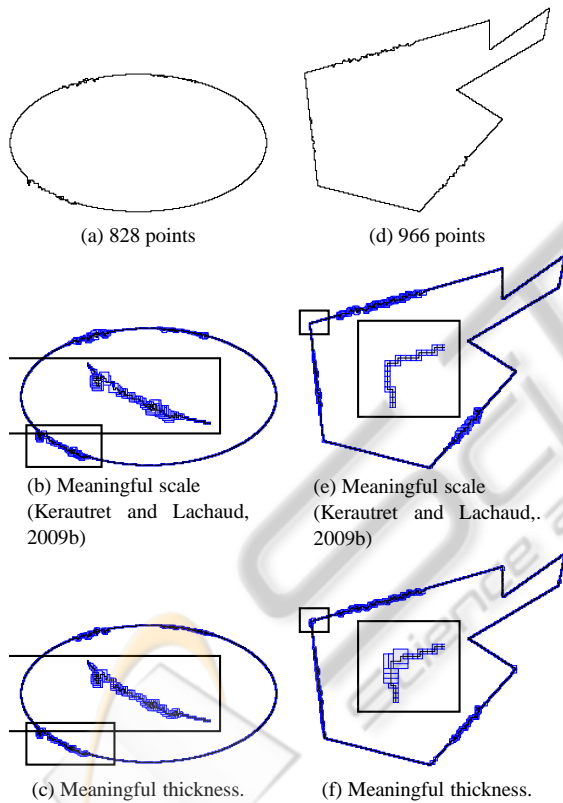 (a) 828 points
(d) 966 points
(b) Meaningful scale
(Kerautret and Lachaud,
2009b)
(e) Meaningful scale
(Kerautret and Lachaud,.
2009b)
(c) Meaningful thickness.
(f) Meaningful thickness.